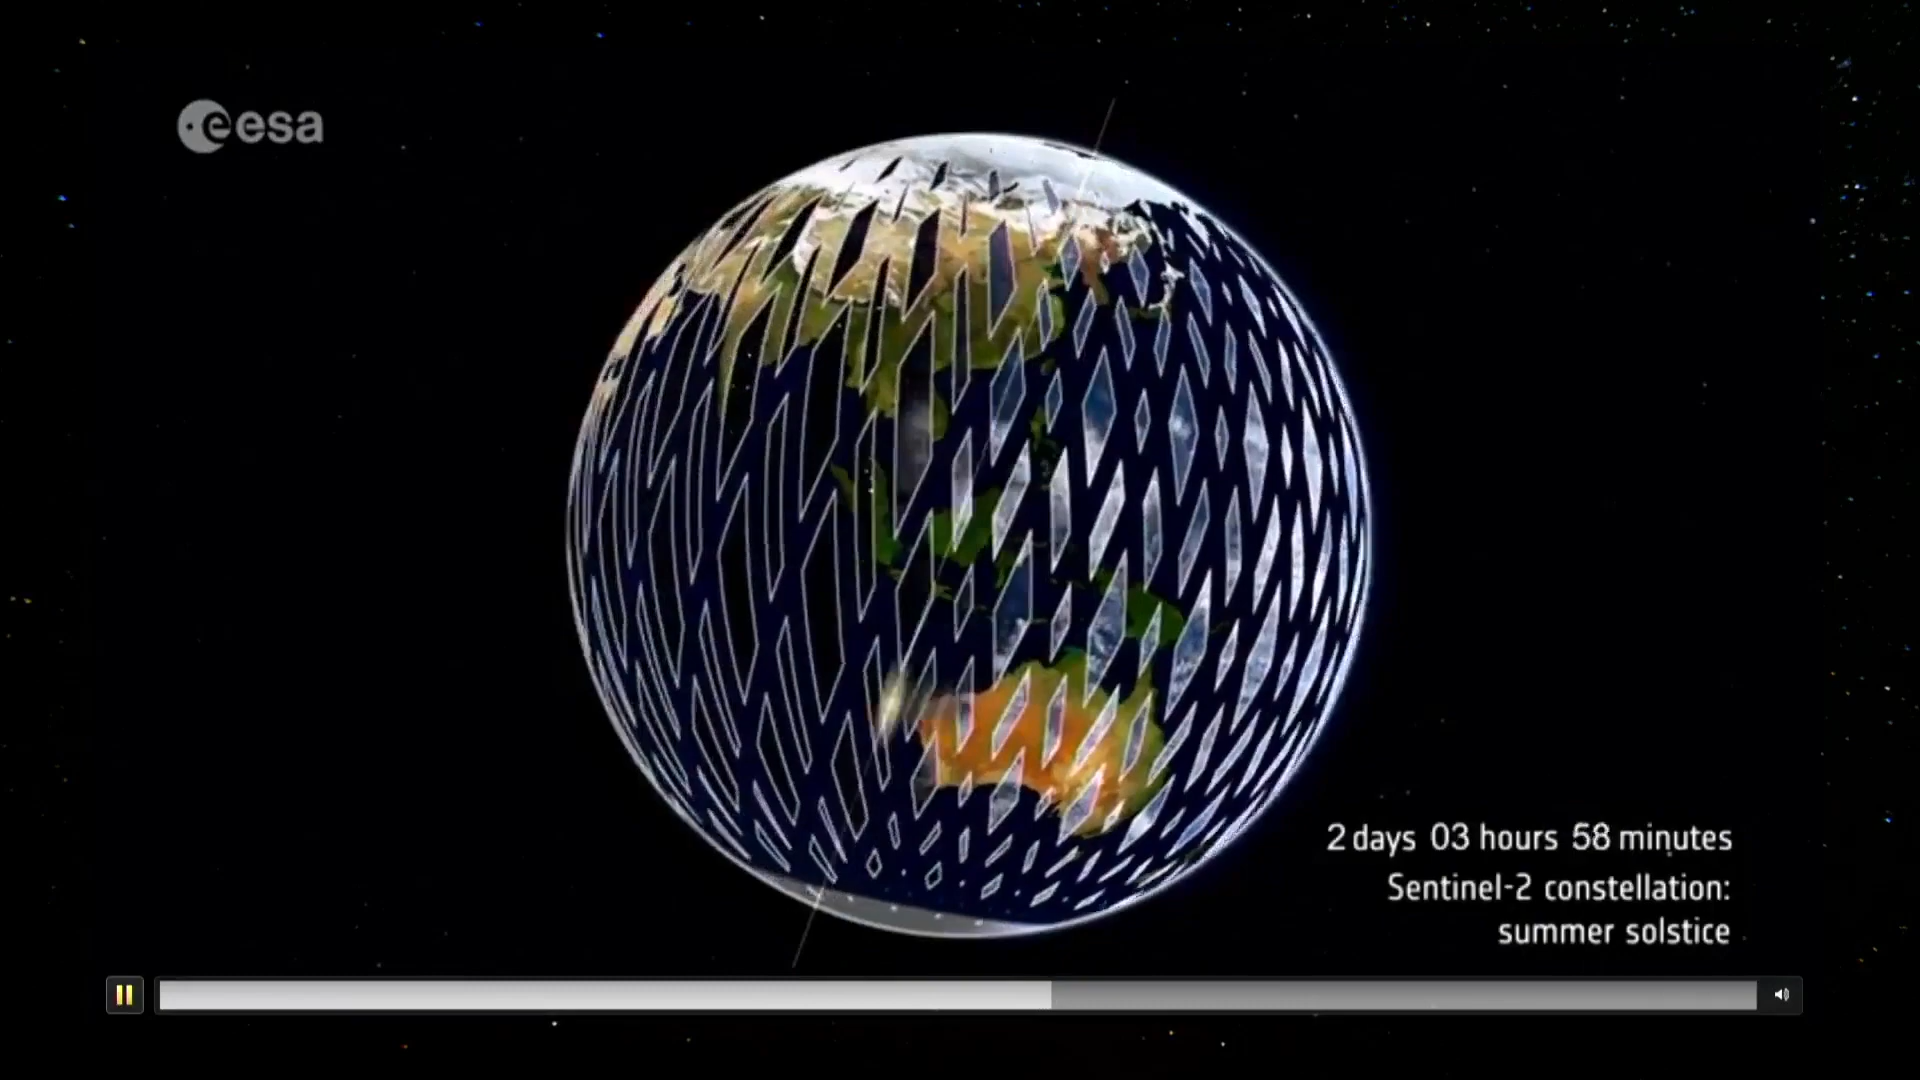 esa
2 days 03 hours 58 minutes
Sentinel-2 constellation:
summer solstice